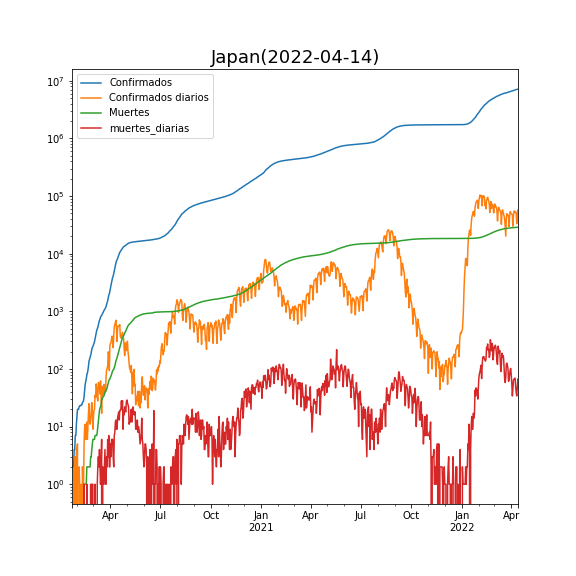 Japan(2022-04-14)
Confirmados
Confirmados diarios
Muertes
muertes_diarias
10^7
10^6
10^5
10^4
10^3
10^2
10^1
10^0
Apr Jul Oct Jan Apr Jul Oct Jan Apr
2021 2022